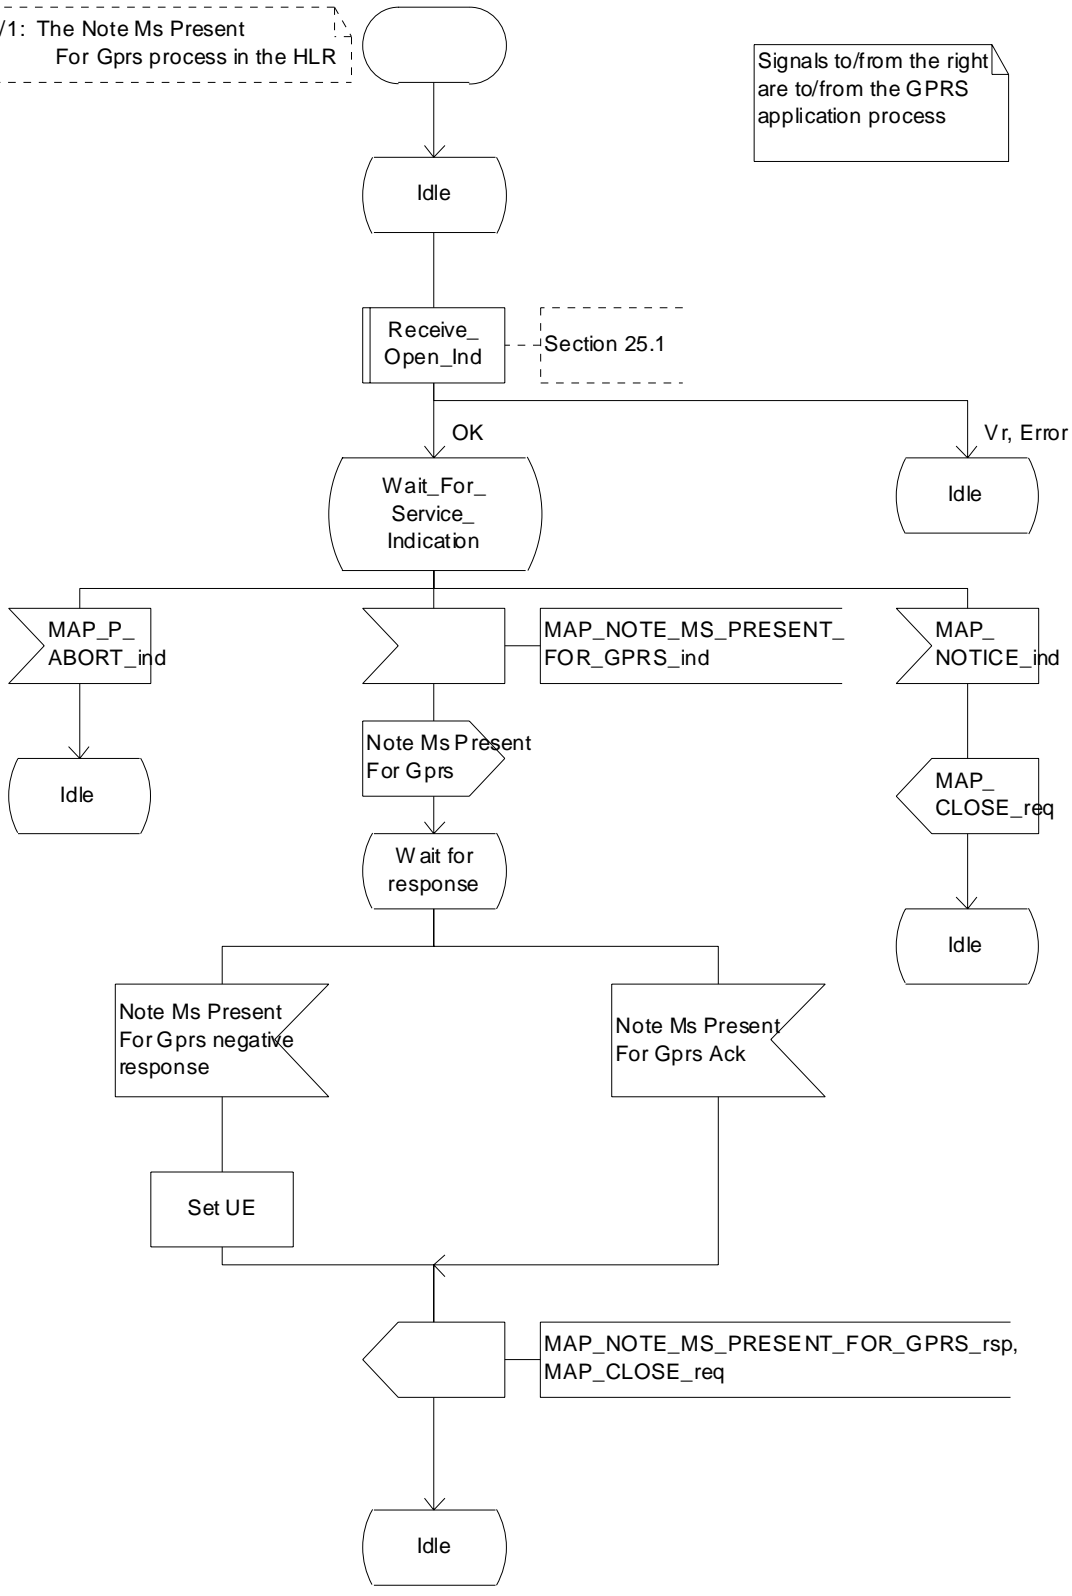 /1: The Note Ms Present
For Gprs process in the HLR
Signals to/from the right
are to/from the GPRS
application process
Idle
Receive_
Open_Ind
Section 25.1
OK
Vr, Error
Wait_For_
Service_
Indication
Idle
MAP_P_
ABORT_ind
MAP_NOTE_MS_PRESENT_
FOR_GPRS_ind
MAP_
NOTICE_ind
Note Ms Present
For Gprs
Idle
MAP_
CLOSE_req
Wait for
response
Idle
Note Ms Present
For Gprs negative
response
Note Ms Present
For Gprs Ack
Set UE
MAP_NOTE_MS_PRESENT_FOR_GPRS_rsp,
MAP_CLOSE_req
Idle